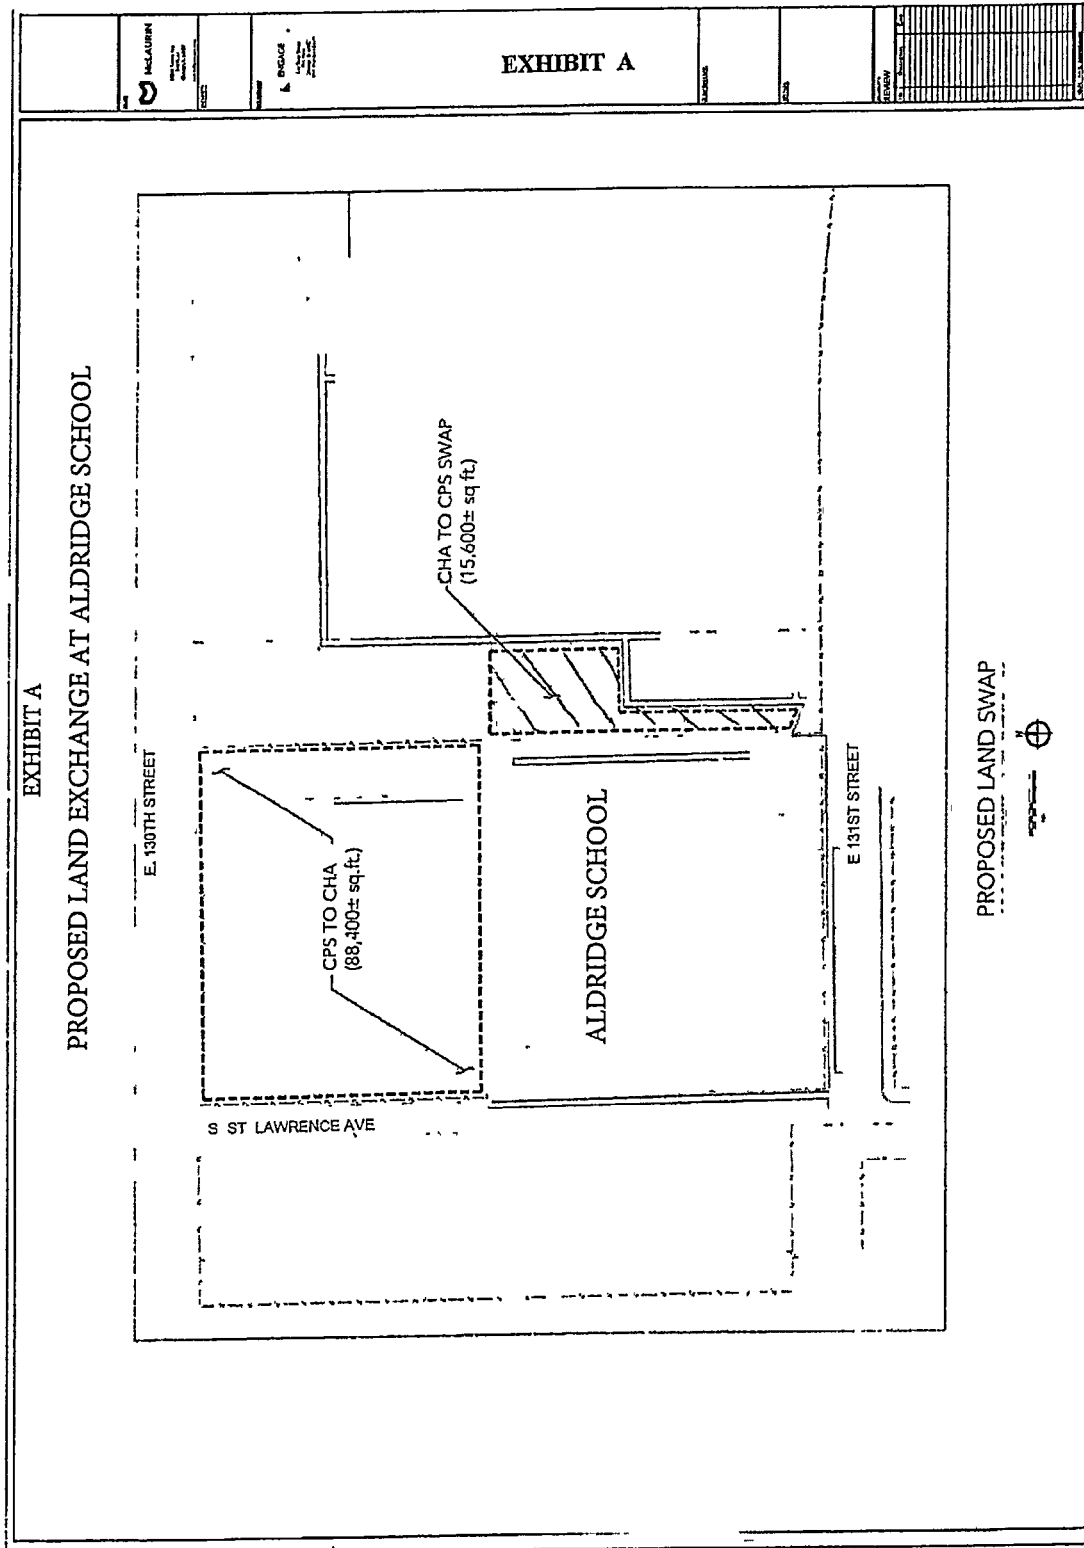 EXHIBIT A
PROPOSED LAND EXCHANGE AT ALDRIDGE SCHOOL
E. 130TH STREET
CPS TO CHA
(88,400± sq.ft.)
CHA TO CPS SWAP
(15,600± sq ft.)
S ST LAWRENCE AVE
ALDRIDGE SCHOOL
E 131ST STREET
PROPOSED LAND SWAP
N
McLAURIN
ENGAGE
EXHIBIT A
REVIEW